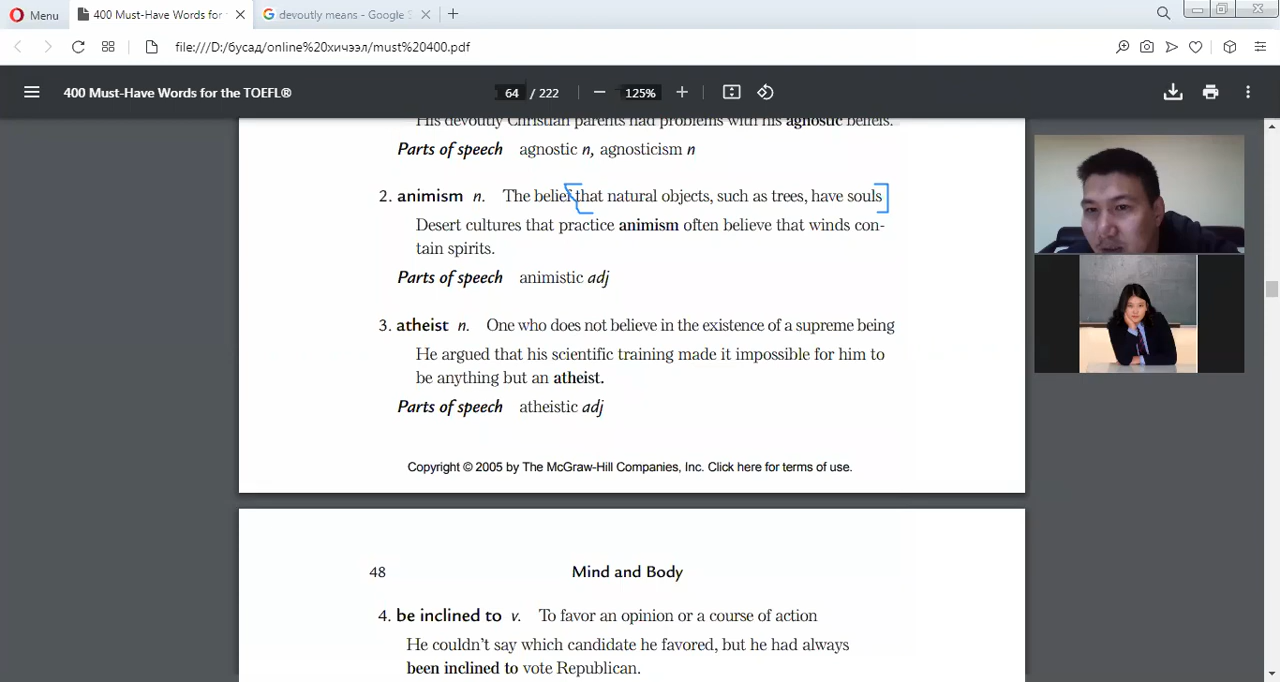 Menu
400 Must-Have Words for
devoutly means - Google S
file:///D:/бусад/online%20хичээл/must%20400.pdf
400 Must-Have Words for the TOEFL®
64 / 222
125%
His devoutly Christian parents had problems with his agnostic beliefs.
Parts of speech agnostic n, agnosticism n
2. animism n. The belief that natural objects, such as trees, have souls
Desert cultures that practice animism often believe that winds con-
tain spirits.
Parts of speech animistic adj
3. atheist n. One who does not believe in the existence of a supreme being
He argued that his scientific training made it impossible for him to
be anything but an atheist.
Parts of speech atheistic adj
Copyright © 2005 by The McGraw-Hill Companies, Inc. Click here for terms of use.
48 Mind and Body
4. be inclined to v. To favor an opinion or a course of action
He couldn't say which candidate he favored, but he had always
been inclined to vote Republican.